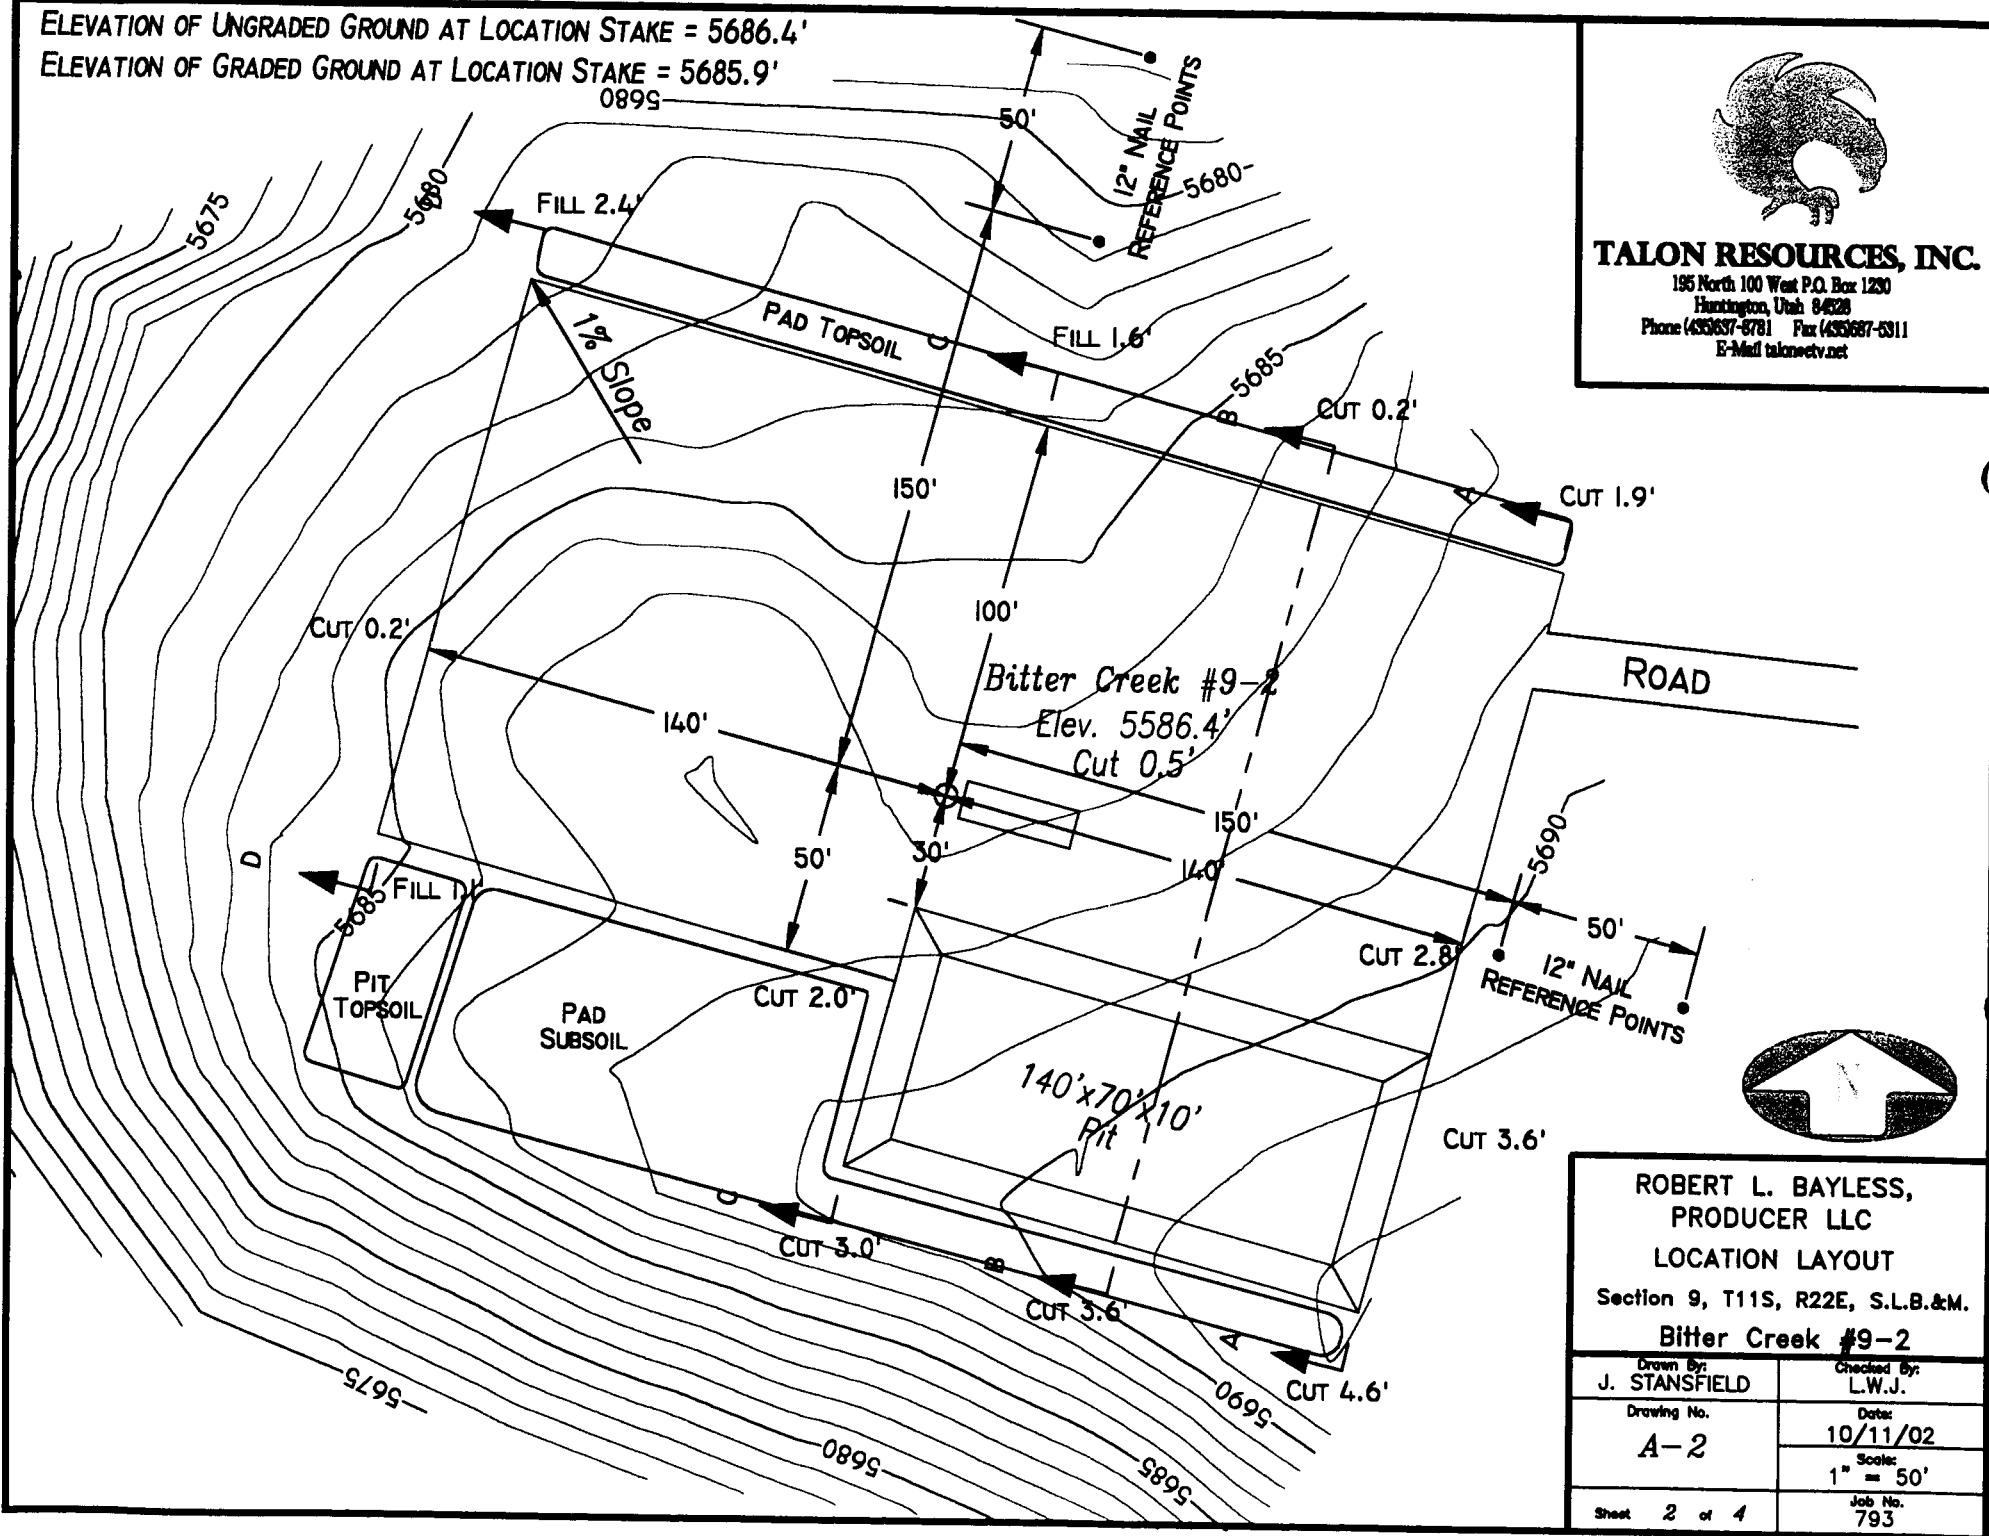 ELEVATION OF UNGRADED GROUND AT LOCATION STAKE = 5686.4'
ELEVATION OF GRADED GROUND AT LOCATION STAKE = 5685.9'
5680
50'
12" NAIL
REFERENCE POINTS
5680
5675
5680
D
FILL 2.4'
PAD TOPSOIL
C
FILL 1.6'
1% Slope
5685
B
CUT 0.2'
A
CUT 1.9'
150'
100'
CUT 0.2'
ROAD
Bitter Creek #9-2
Elev. 5586.4'
Cut 0.5'
140'
150'
50'
30'
140'
5690
50'
12" NAIL
REFERENCE POINTS
D
FILL 1.1'
5685
CUT 2.8'
CUT 2.0'
PIT
TOPSOIL
PAD
SUBSOIL
140'x70'x10'
Pit
CUT 3.6'
C
CUT 3.0'
B
CUT 3.6'
A
CUT 4.6'
5690
5675
5680
5685
TALON RESOURCES, INC.
195 North 100 West P.O. Box 1230
Huntington, Utah 84528
Phone (435)687-5311
E-Mail talon@etv.net
N
ROBERT L. BAYLESS,
PRODUCER LLC
LOCATION LAYOUT
Section 9, T11S, R22E, S.L.B.&M.
Bitter Creek #9-2
Drawn By:
J. STANSFIELD
Checked By:
L.W.J.
Drawing No.
A-2
Date:
10/11/02
Scale:
1" = 50'
Sheet 2 of 4
Job No.
793